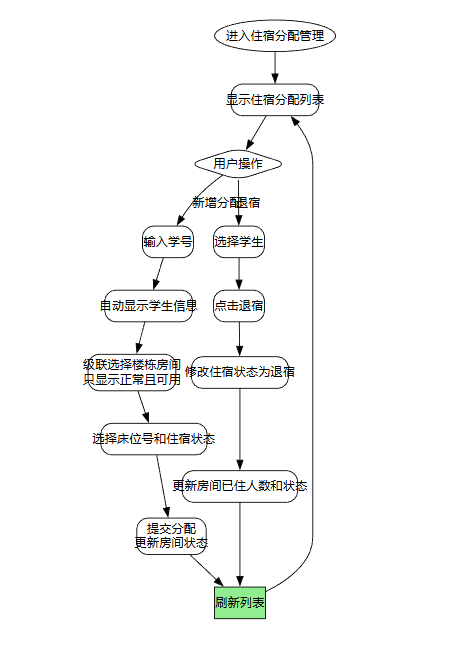 进入住宿分配管理
显示住宿分配列表
用户操作
新增分配
退宿
输入学号
选择学生
自动显示学生信息
点击退宿
级联选择楼栋房间
只显示正常且可用
修改住宿状态为退宿
选择床位号和住宿状态
更新房间已住人数和状态
提交分配
更新房间状态
刷新列表